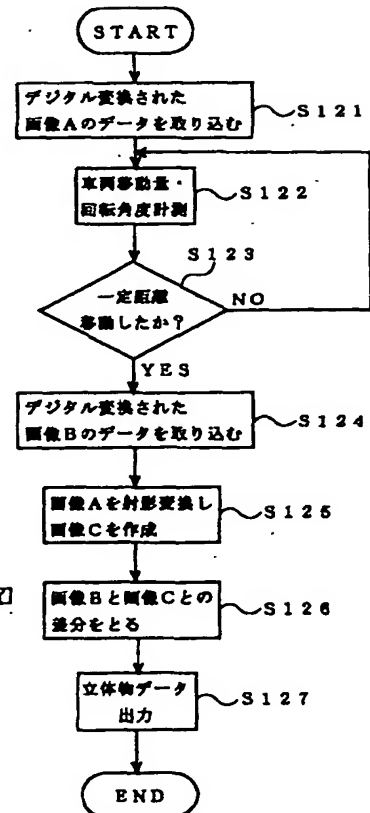 START
デジタル変換された
画像Aのデータを取り込む
S121
車両移動量・
回転角度計測
S122
S123
一定距離
移動したか?
NO
YES
デジタル変換された
画像Bのデータを取り込む
S124
画像Aを射影変換し
画像Cを作成
S125
画像Bと画像Cとの
差分をとる
S126
立体物データ
出力
S127
END